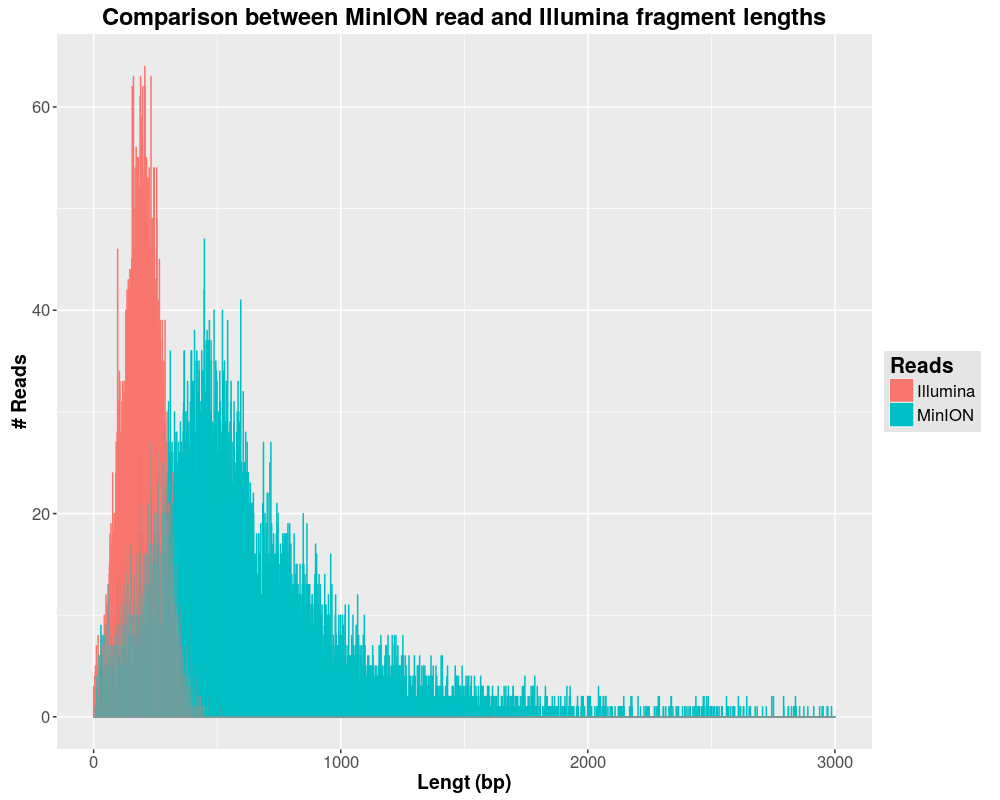 Comparison between MinION read and Illumina fragment lengths
# Reads
60
40
20
0
0 1000 2000 3000
Lengt (bp)
Reads
Illumina
MinION